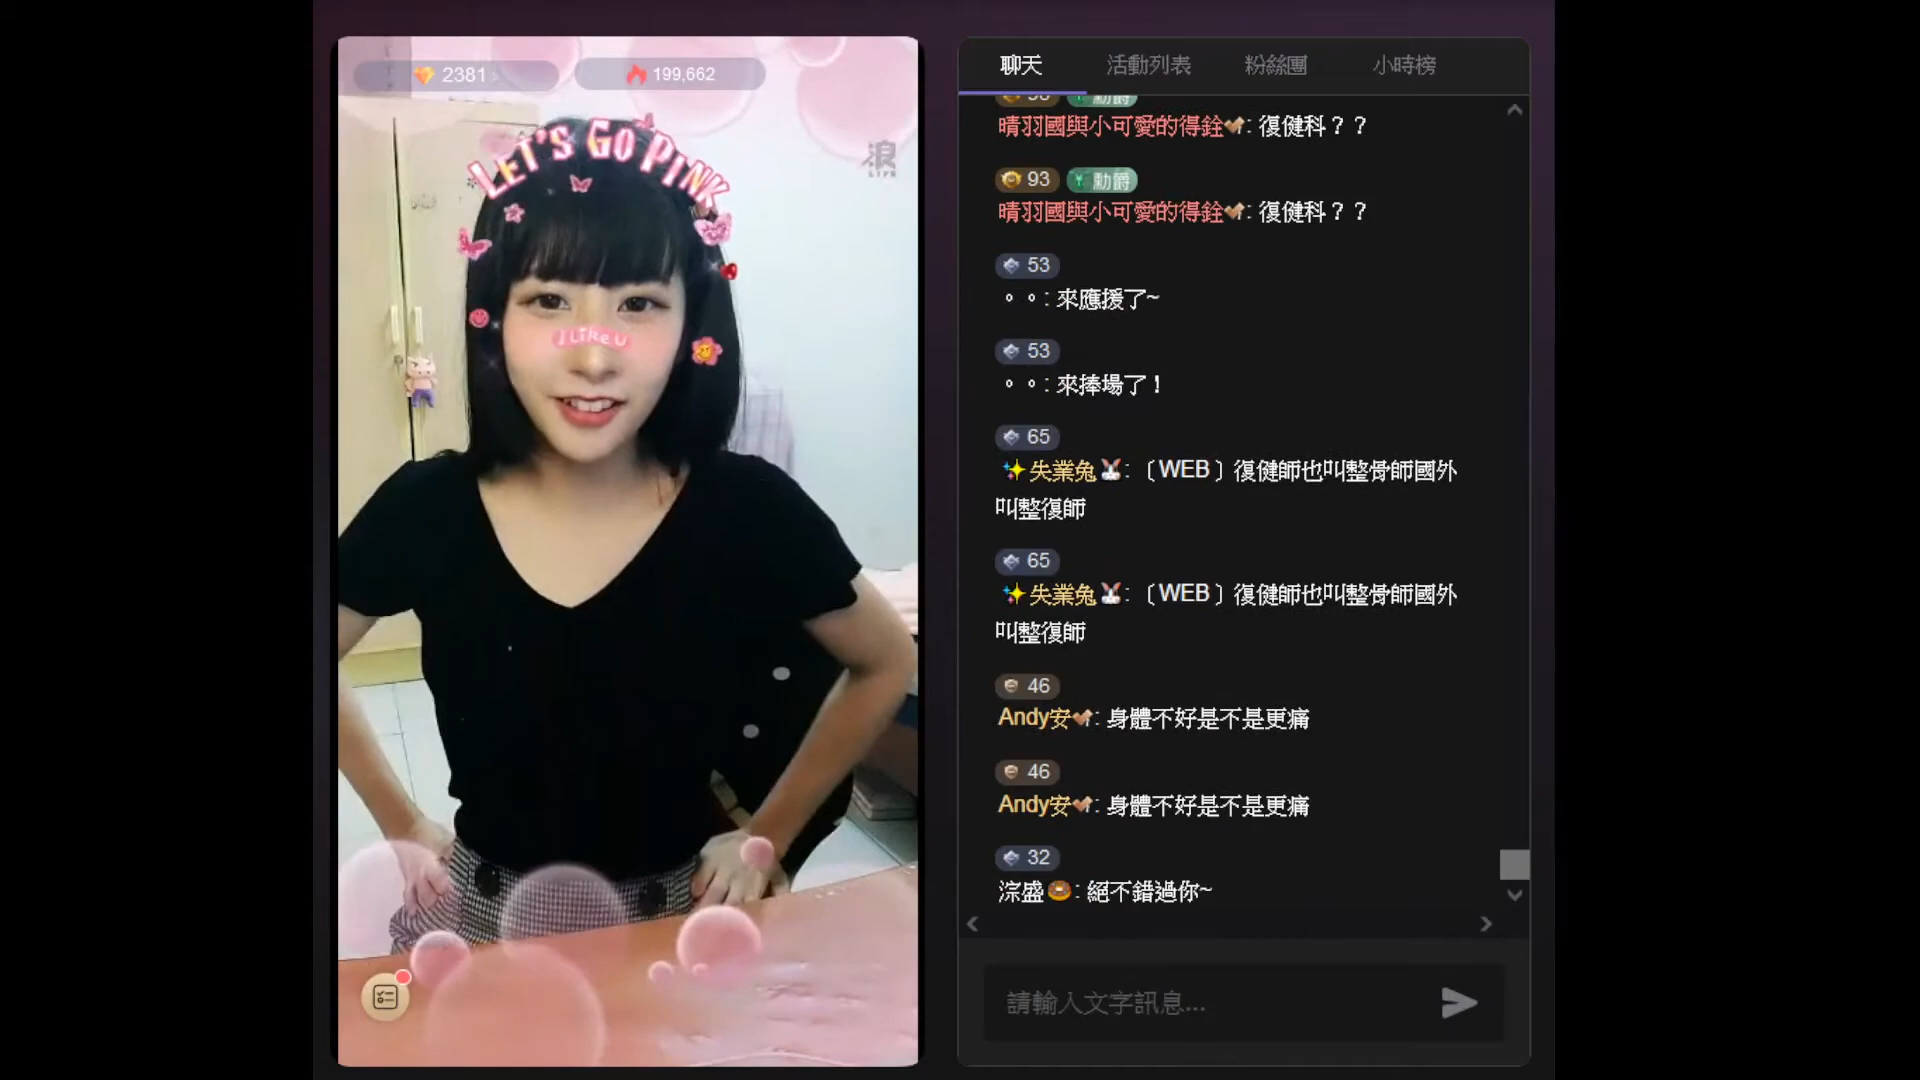 2381
199,662
LET'S GO PINK
浪
LIFE
I Like U
聊天 活動列表 粉絲團 小時榜
勳爵
晴羽國與小可愛的得銓: 復健科？？
93 勳爵
晴羽國與小可愛的得銓: 復健科？？
53
。。: 來應援了~
53
。。: 來捧場了！
65
失業兔: 〔WEB〕復健師也叫整骨師國外
叫整復師
65
失業兔: 〔WEB〕復健師也叫整骨師國外
叫整復師
46
Andy安: 身體不好是不是更痛
46
Andy安: 身體不好是不是更痛
32
淙盛: 絕不錯過你~
請輸入文字訊息...